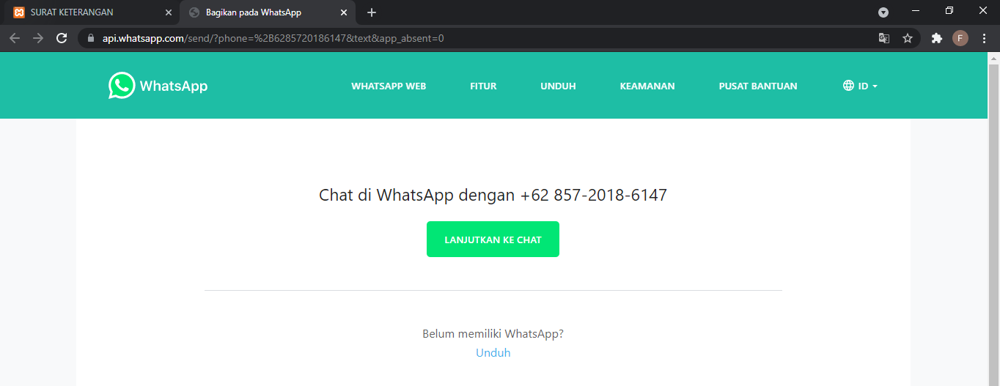 SURAT KETERANGAN
Bagikan pada WhatsApp
api.whatsapp.com/send/?phone=%2B6285720186147&text&app_absent=0
F
WhatsApp
WHATSAPP WEB
FITUR
UNDUH
KEAMANAN
PUSAT BANTUAN
ID
Chat di WhatsApp dengan +62 857-2018-6147
LANJUTKAN KE CHAT
Belum memiliki WhatsApp?
Unduh